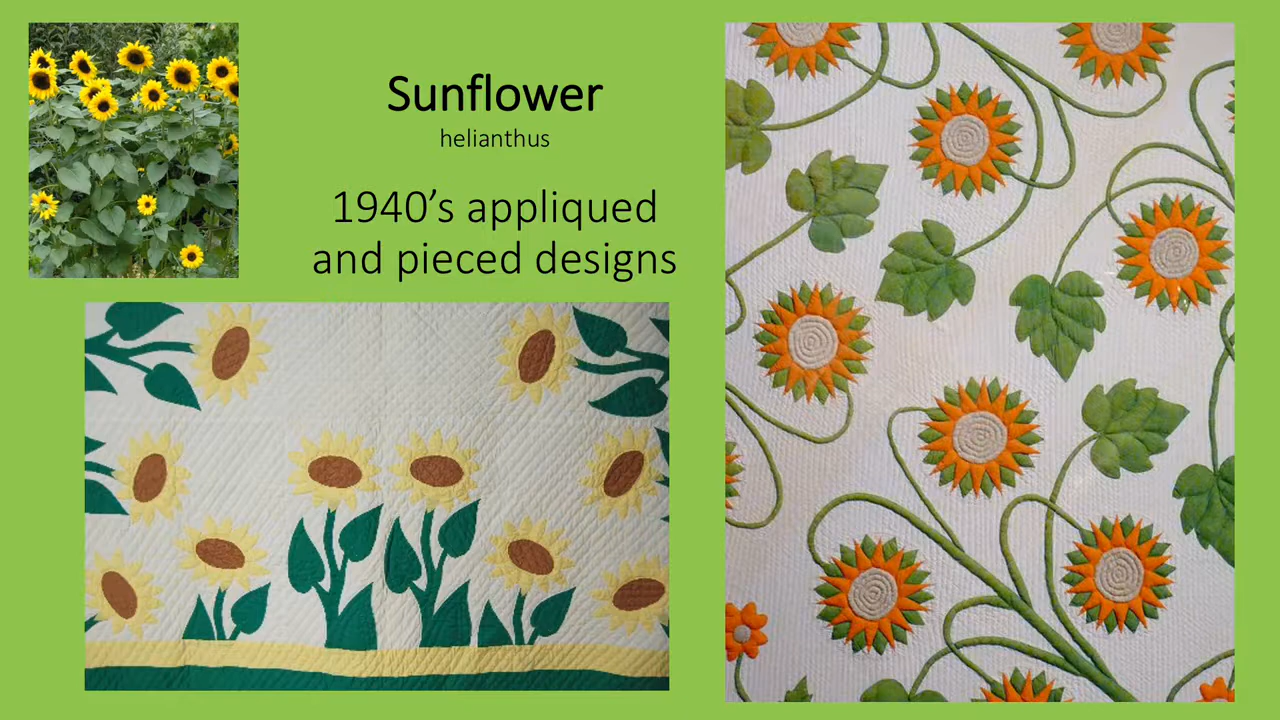 Sunflower
helianthus
1940’s appliqued
and pieced designs